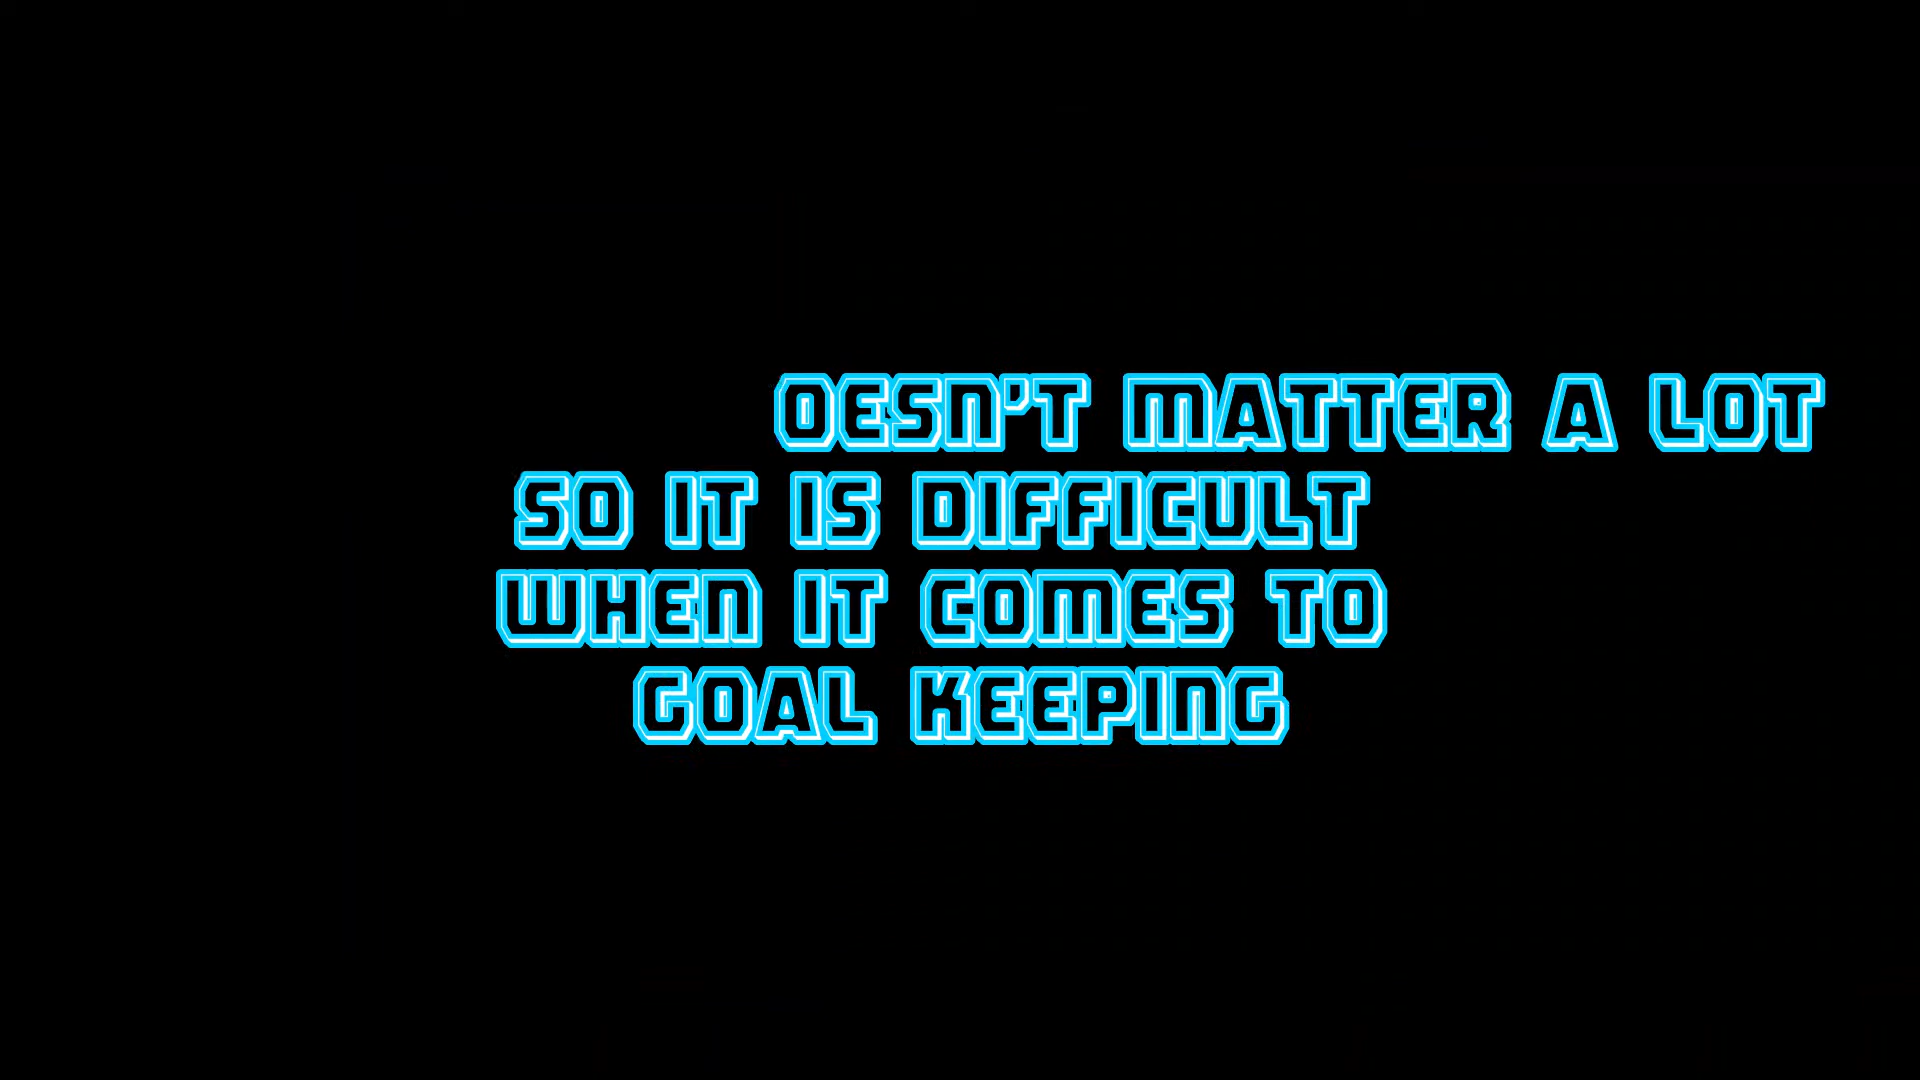 OESN'T MATTER A LOT
SO IT IS DIFFICULT
WHEN IT COMES TO
GOAL KEEPING